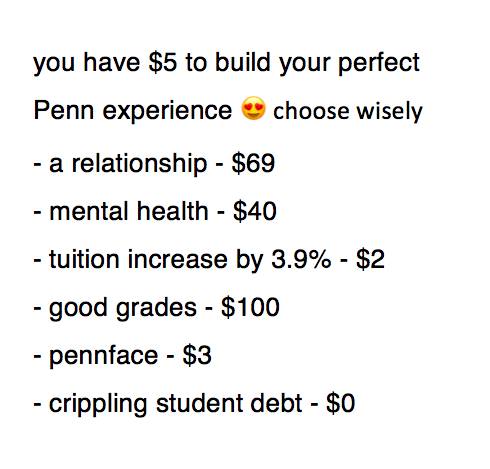 you have $5 to build your perfect
Penn experience 😍 choose wisely
- a relationship - $69
- mental health - $40
- tuition increase by 3.9% - $2
- good grades - $100
- pennface - $3
- crippling student debt - $0